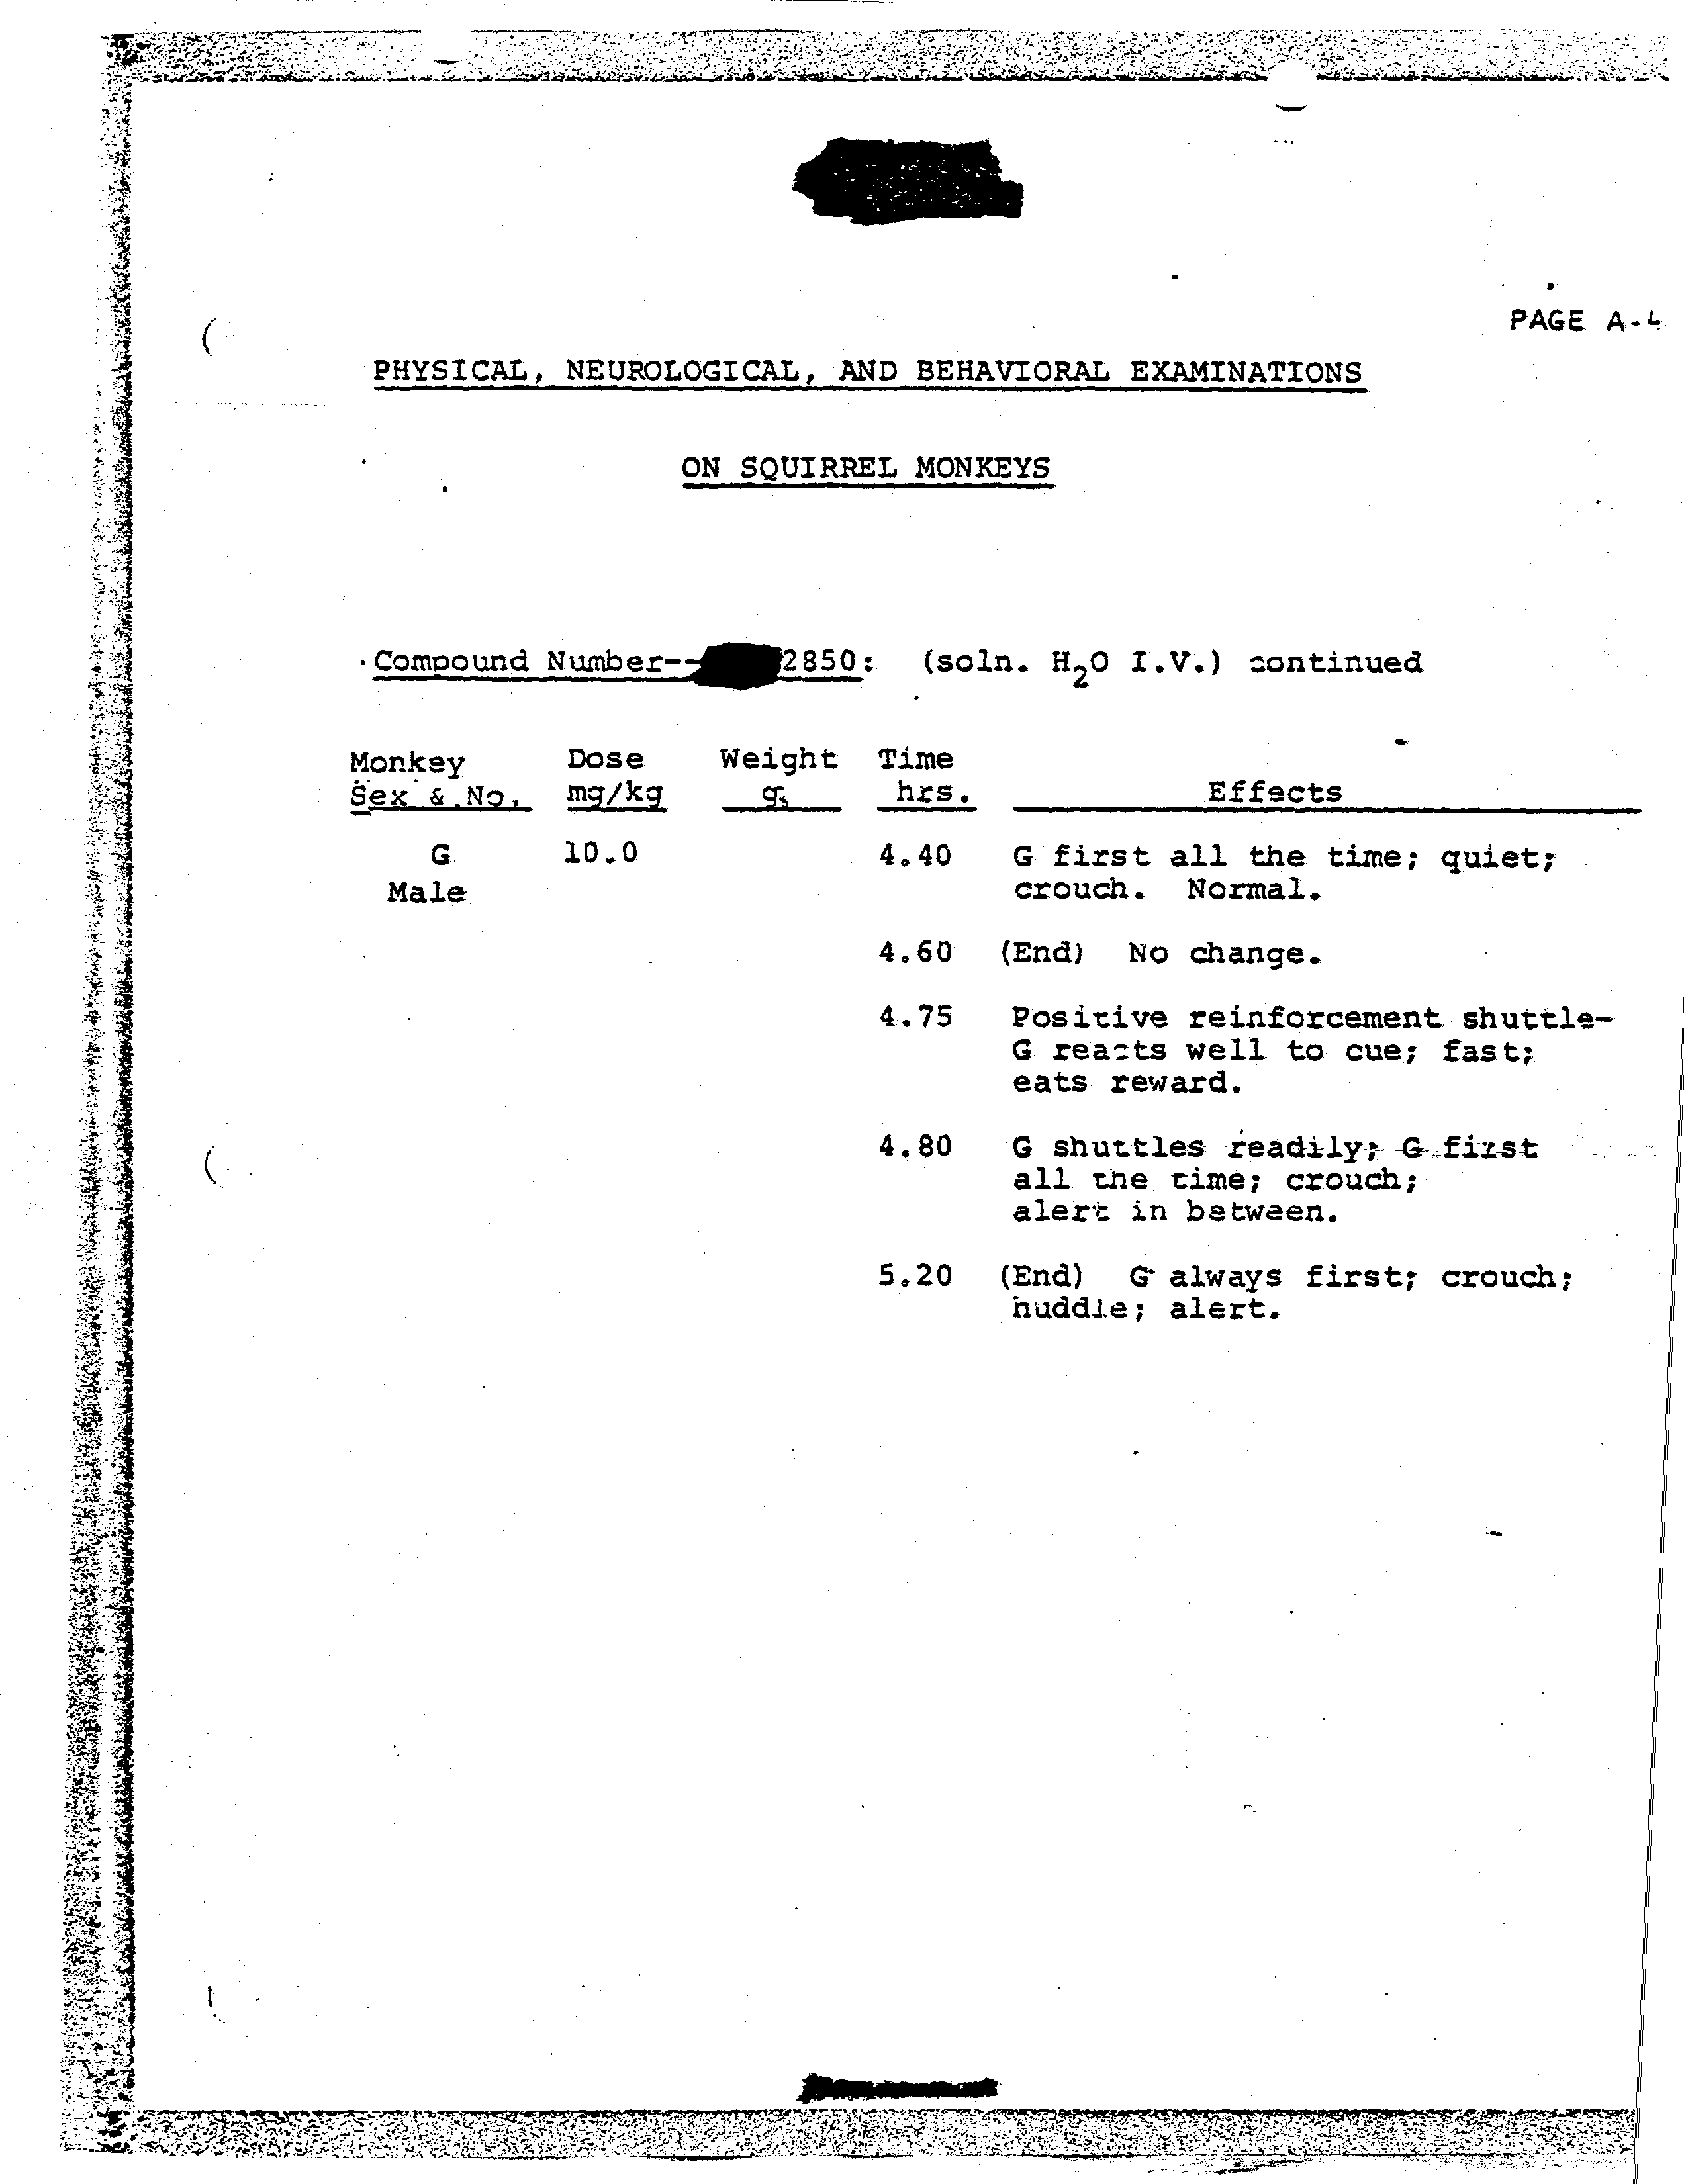 PAGE A-4
PHYSICAL, NEUROLOGICAL, AND BEHAVIORAL EXAMINATIONS
ON SQUIRREL MONKEYS
Compound Number-- 2850: (soln. H₂O I.V.) continued
Monkey Dose Weight Time
Sex & No. mg/kg g. hrs. Effects
G 10.0 4.40 G first all the time; quiet;
Male crouch. Normal.
4.60 (End) No change.
4.75 Positive reinforcement shuttle-
G reacts well to cue; fast;
eats reward.
4.80 G shuttles readily; G first
all the time; crouch;
alert in between.
5.20 (End) G always first; crouch;
huddle; alert.